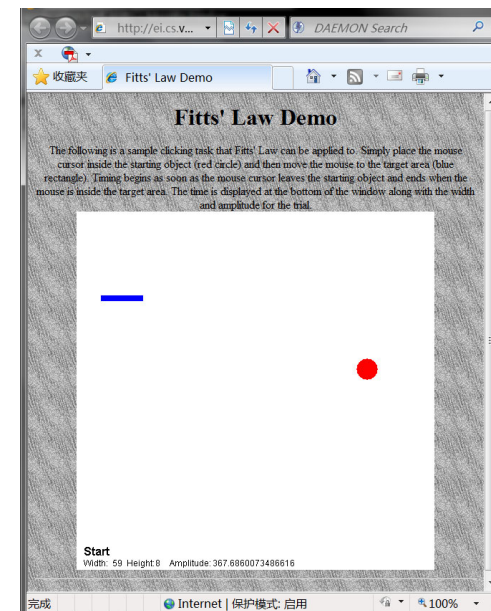 http://ei.cs.v...
DAEMON Search
x
收藏夹
Fitts' Law Demo
Fitts' Law Demo
The following is a sample clicking task that Fitts' Law can be applied to. Simply place the mouse
cursor inside the starting object (red circle) and then move the mouse to the target area (blue
rectangle). Timing begins as soon as the mouse cursor leaves the starting object and ends when the
mouse is inside the target area. The time is displayed at the bottom of the window along with the width
and amplitude for the trial.
Start
Width: 59 Height:8 Amplitude: 367.6860073486616
完成
Internet | 保护模式: 启用
100%